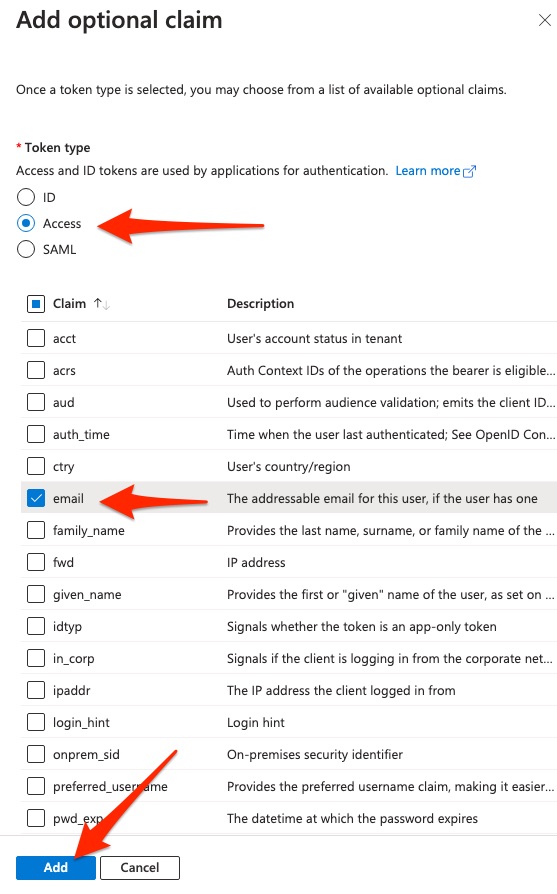 Add optional claim
Once a token type is selected, you may choose from a list of available optional claims.
* Token type
Access and ID tokens are used by applications for authentication. Learn more
ID
Access
SAML
Claim ↑↓ Description
acct User's account status in tenant
acrs Auth Context IDs of the operations the bearer is eligible...
aud Used to perform audience validation; emits the client ID...
auth_time Time when the user last authenticated; See OpenID Con...
ctry User's country/region
email The addressable email for this user, if the user has one
family_name Provides the last name, surname, or family name of the ...
fwd IP address
given_name Provides the first or "given" name of the user, as set on ...
idtyp Signals whether the token is an app-only token
in_corp Signals if the client is logging in from the corporate net...
ipaddr The IP address the client logged in from
login_hint Login hint
onprem_sid On-premises security identifier
preferred_username Provides the preferred username claim, making it easier...
pwd_exp The datetime at which the password expires
Add Cancel